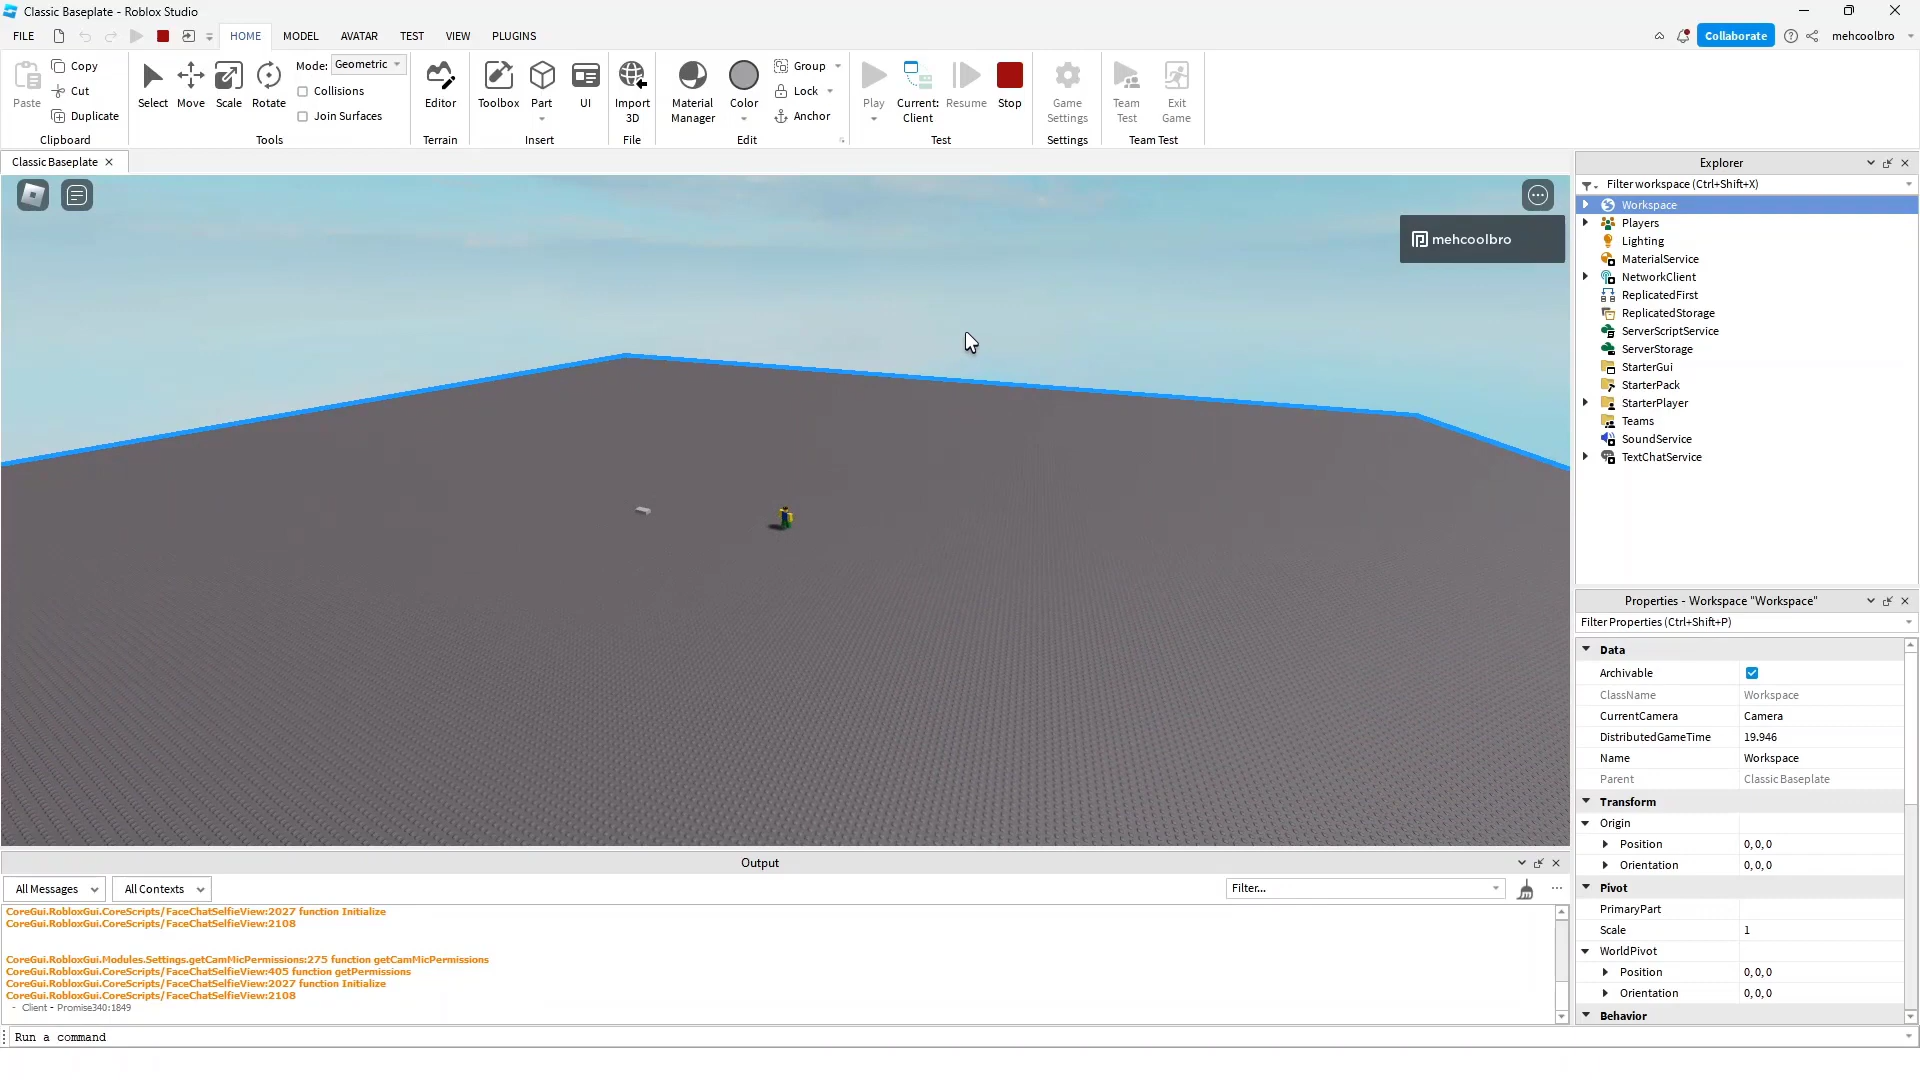 Classic Baseplate - Roblox Studio
FILE
HOME
MODEL
AVATAR
TEST
VIEW
PLUGINS
Collaborate
mehcoolbro
Paste
Copy
Cut
Duplicate
Clipboard
Select
Move
Scale
Rotate
Mode: Geometric
Collisions
Join Surfaces
Tools
Editor
Terrain
Toolbox
Part
UI
Insert
Import
3D
File
Material
Manager
Color
Group
Lock
Anchor
Edit
Play
Current:
Client
Resume
Stop
Test
Game
Settings
Settings
Team
Test
Exit
Game
Team Test
Classic Baseplate
mehcoolbro
Explorer
Filter workspace (Ctrl+Shift+X)
Workspace
Players
Lighting
MaterialService
NetworkClient
ReplicatedFirst
ReplicatedStorage
ServerScriptService
ServerStorage
StarterGui
StarterPack
StarterPlayer
Teams
SoundService
TextChatService
Properties - Workspace "Workspace"
Filter Properties (Ctrl+Shift+P)
Data
Archivable
ClassName Workspace
CurrentCamera Camera
DistributedGameTime 19.946
Name Workspace
Parent Classic Baseplate
Transform
Origin
Position 0, 0, 0
Orientation 0, 0, 0
Pivot
PrimaryPart
Scale 1
WorldPivot
Position 0, 0, 0
Orientation 0, 0, 0
Behavior
Output
All Messages
All Contexts
Filter...
CoreGui.RobloxGui.CoreScripts/FaceChatSelfieView:2027 function Initialize
CoreGui.RobloxGui.CoreScripts/FaceChatSelfieView:2108
CoreGui.RobloxGui.Modules.Settings.getCamMicPermissions:275 function getCamMicPermissions
CoreGui.RobloxGui.CoreScripts/FaceChatSelfieView:405 function getPermissions
CoreGui.RobloxGui.CoreScripts/FaceChatSelfieView:2027 function Initialize
CoreGui.RobloxGui.CoreScripts/FaceChatSelfieView:2108
- Client - Promise340:1849
Run a command